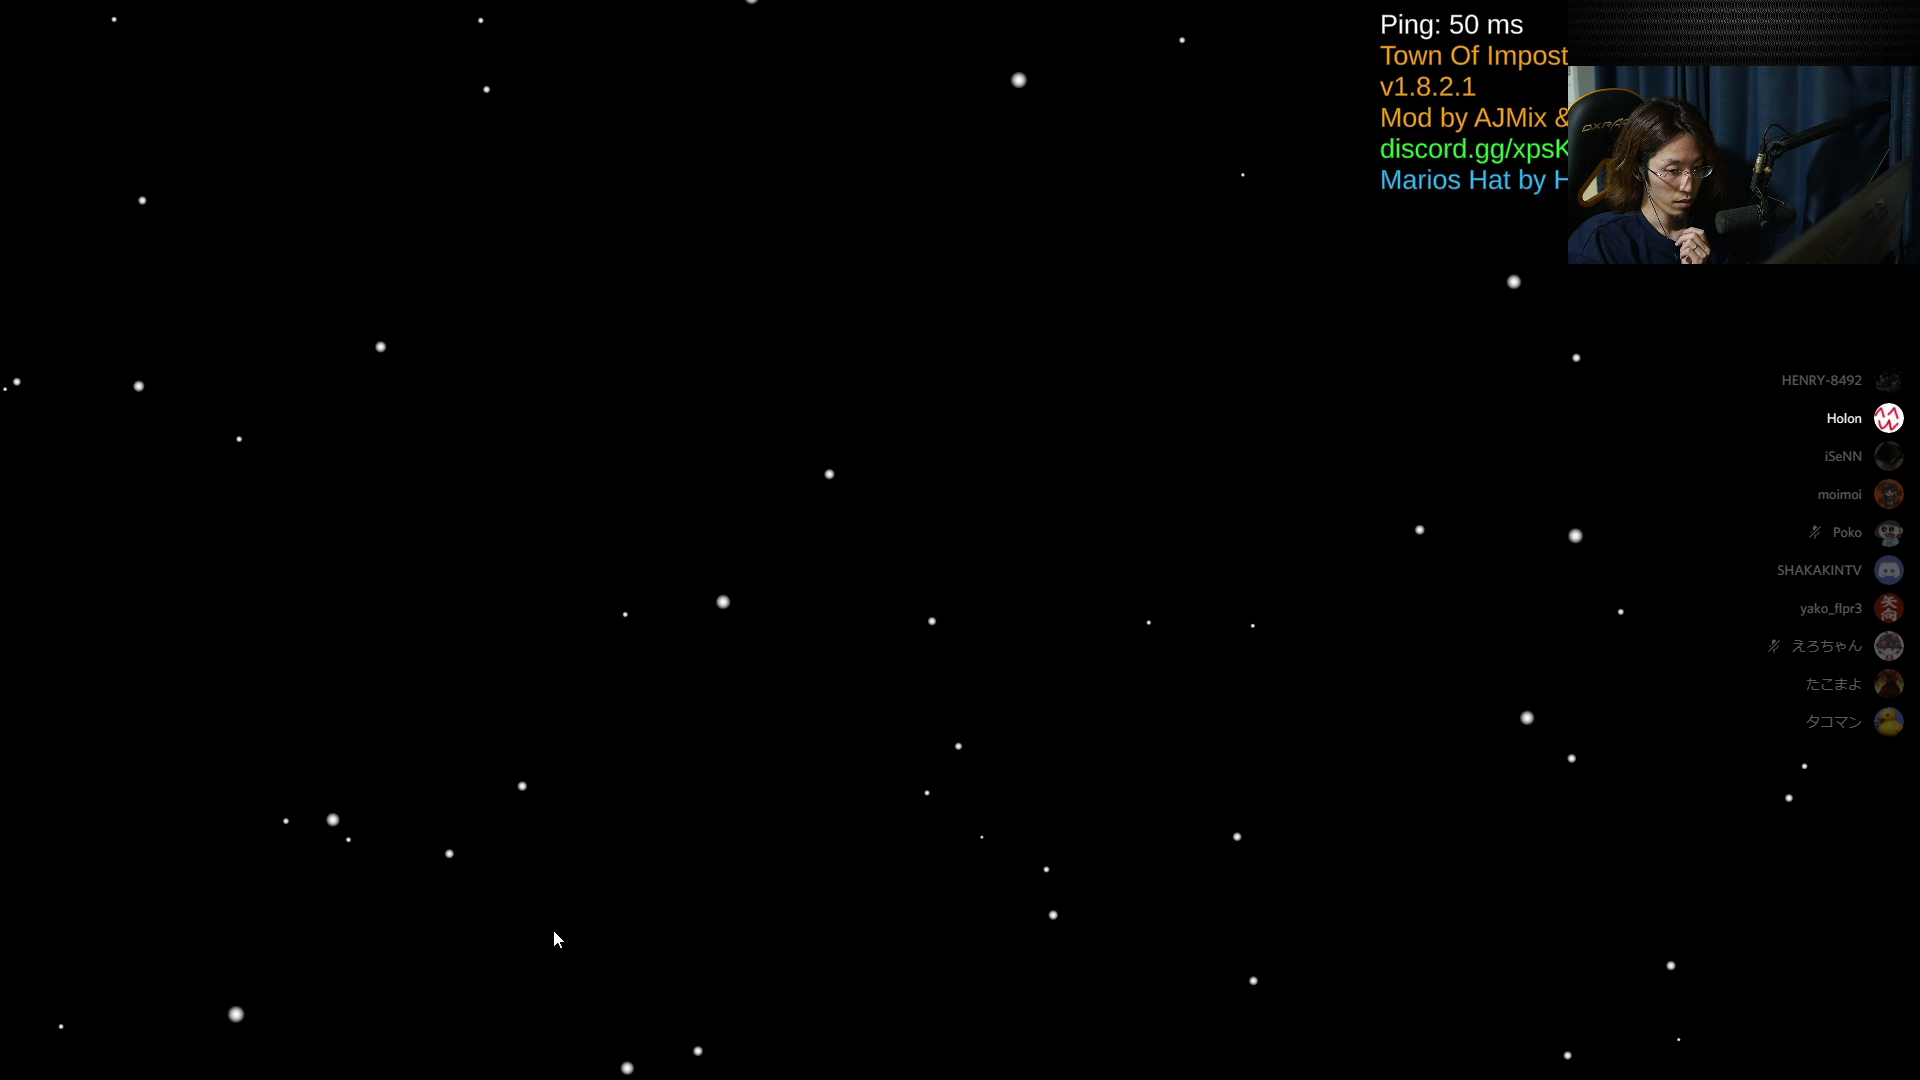 Ping: 50 ms
Town Of Impost
v1.8.2.1
Mod by AJMix &
discord.gg/xpsK
Marios Hat by H
HENRY-8492
Holon
iSeNN
moimoi
Poko
SHAKAKINTV
yako_flpr3
矢向
えろちゃん
たこまよ
タコマン